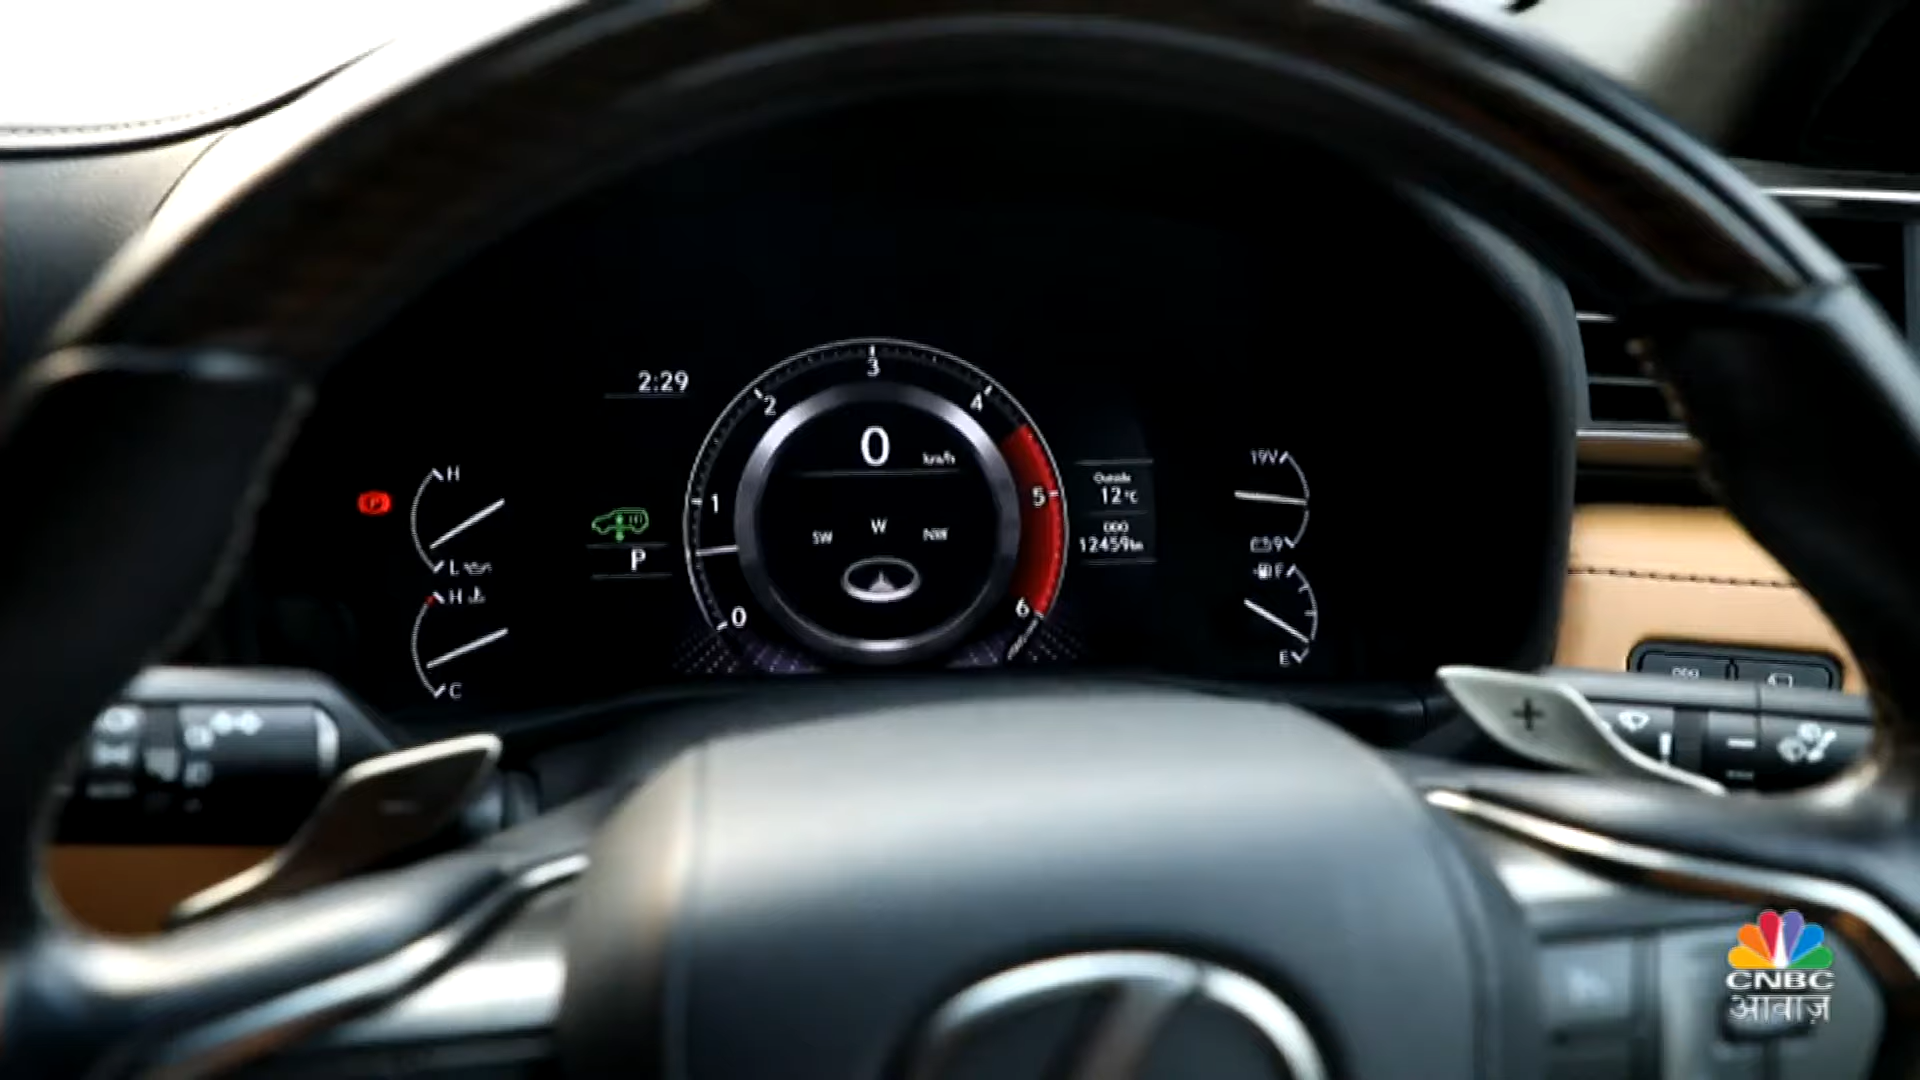 2:29
3
2
4
0
km/h
H
19V
Outside
12°C
1
5
ODO
12459km
SW
W
NW
P
L
9
H
F
0
6
E
C
+
CNBC
आवाज़